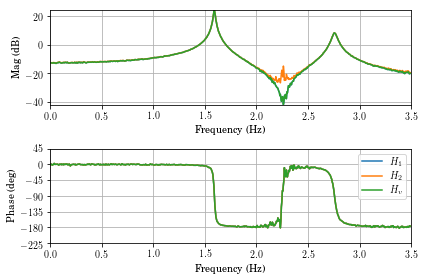 20
0
−20
−40
Mag (dB)
0.0 0.5 1.0 1.5 2.0 2.5 3.0 3.5
Frequency (Hz)
45
0
−45
−90
−135
−180
−225
Phase (deg)
H₁
H₂
Hᵥ
0.0 0.5 1.0 1.5 2.0 2.5 3.0 3.5
Frequency (Hz)